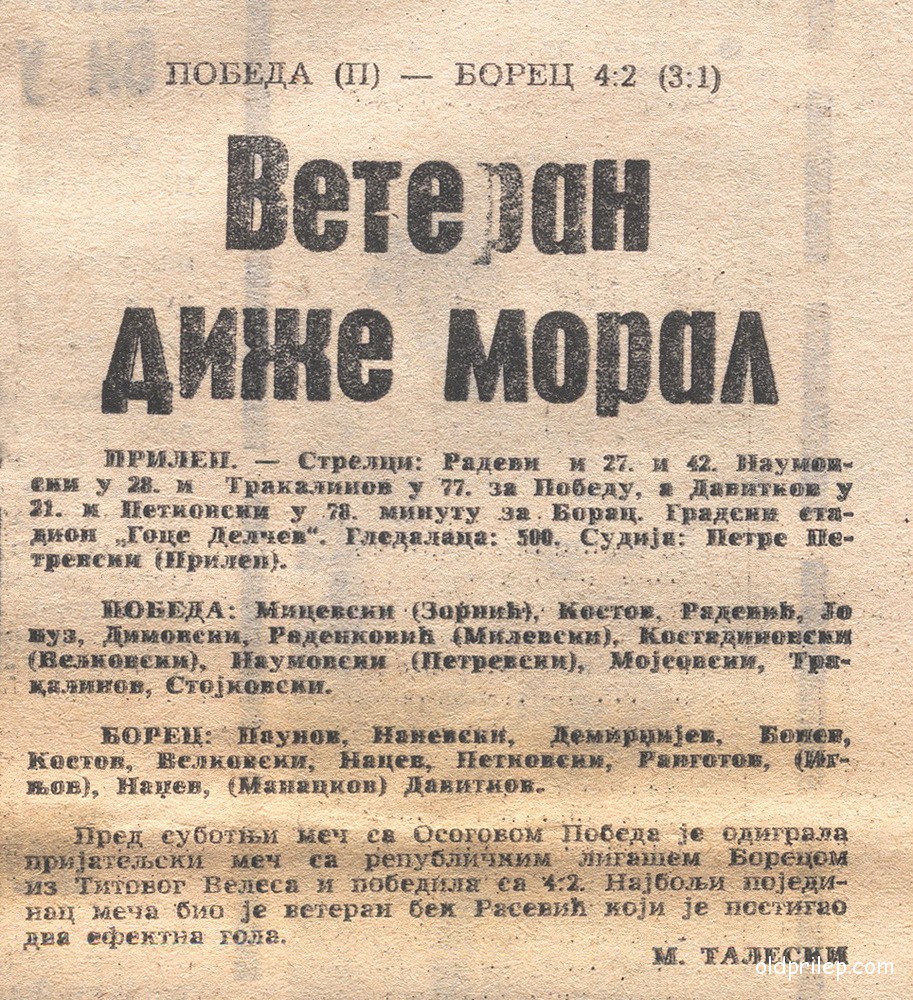 ПОБЕДА (П) — БОРЕЦ 4:2 (3:1)
Ветеран
диже морал
ПРИЛЕП. — Стрелци: Радеви и 27. и 42. Наумов-
ски у 28. и Тракалинов у 77. за Победу, а Давитков у
21. и Петковски у 78. минуту за Борац. Градски ста-
дион „Гоце Делчев“. Гледалаца: 500. Судија: Петре Пе-
тревски (Прилеп).
ПОБЕДА: Мицевски (Зорнић), Костов, Радевић, Јо
вуз, Димовски, Раденковић (Милевски), Костадиновски
(Велковски), Наумовски (Петревски), Мојсовски, Тра-
калинов, Стојковски.
БОРЕЦ: Паунов, Наневски, Демирџијев, Бонев,
Костов, Велковски, Нацев, Петковски, Ранготов, (Иг-
њов), Нацев, (Манацков) Давитков.
Пред суботњи меч са Осоговом Победа је одиграла
пријатељски меч са републичким лигашем Борецом
из Титовог Велеса и победила са 4:2. Најбољи поједи-
нац меча био је ветеран бек Расевић који је постигао
два ефектна гола.
М. ТАЛЕСКИ
oldprilep.com